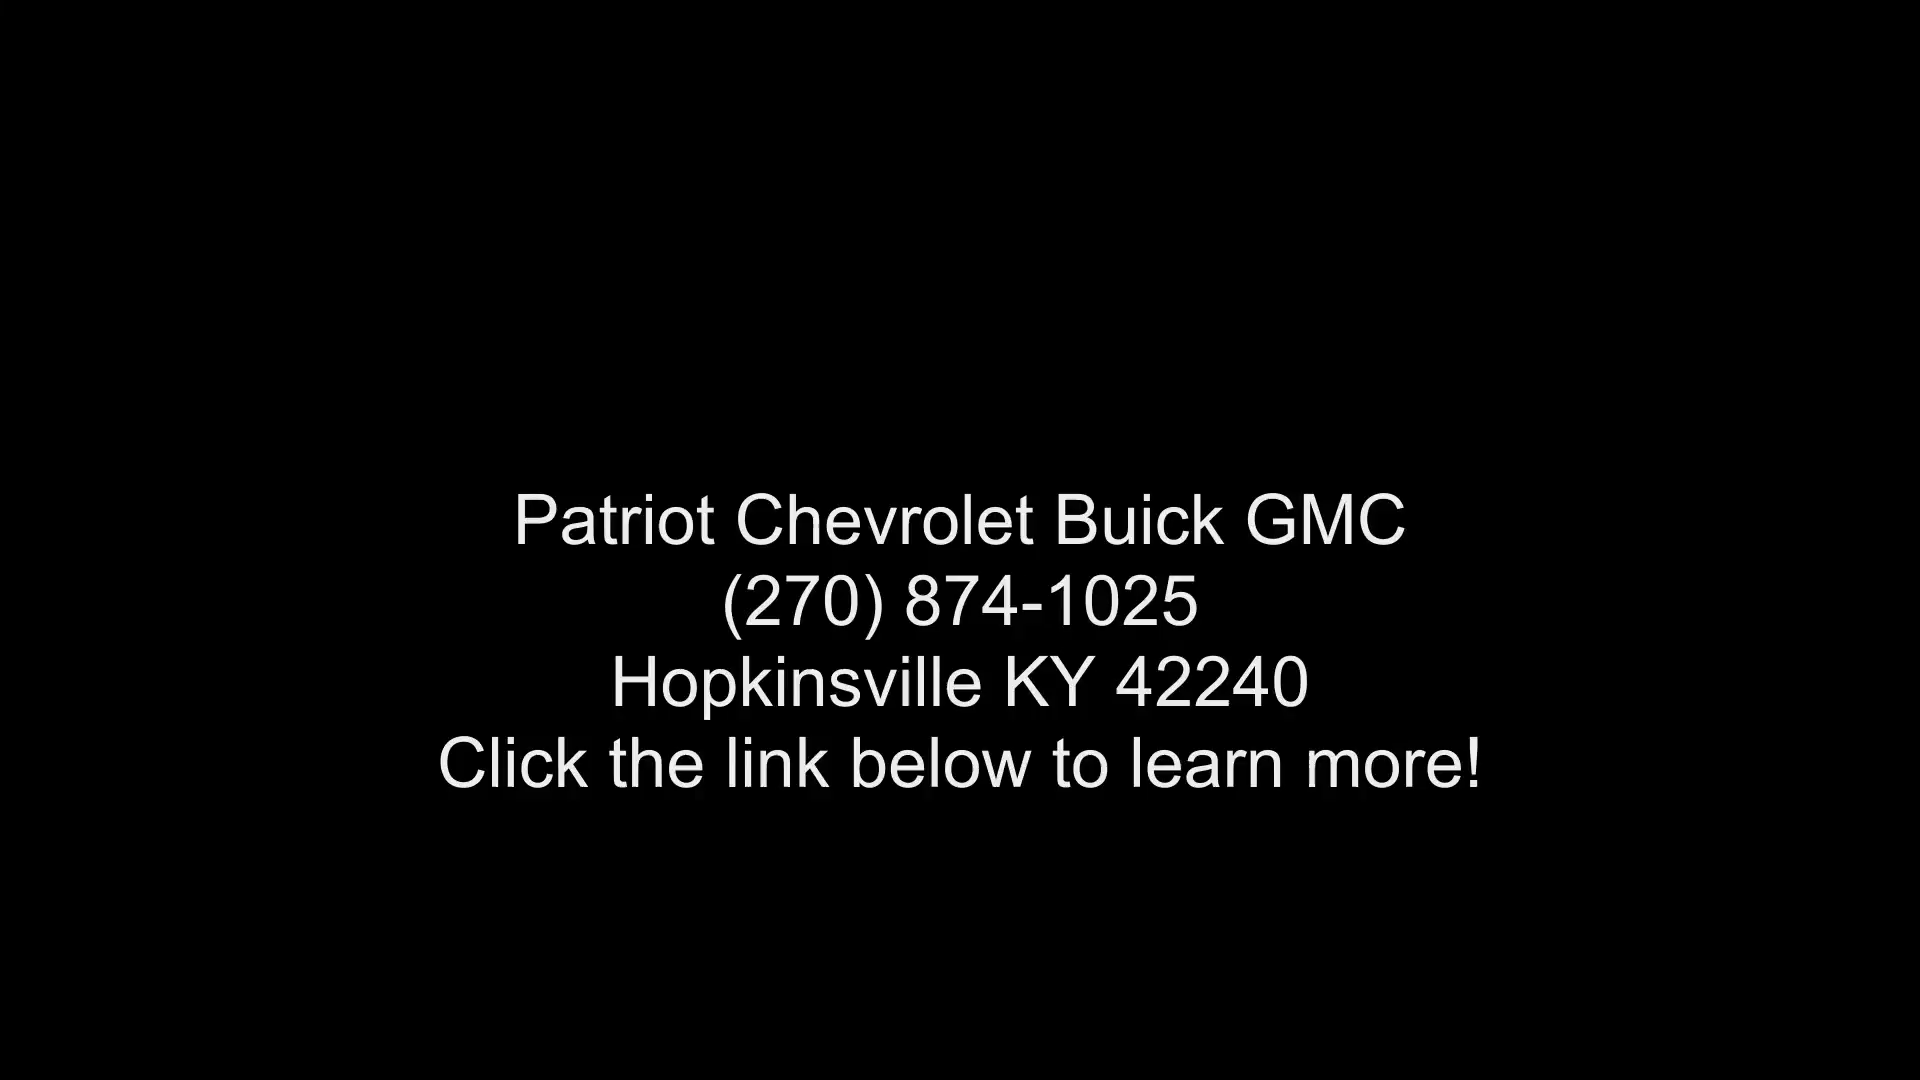 Patriot Chevrolet Buick GMC
(270) 874-1025
Hopkinsville KY 42240
Click the link below to learn more!